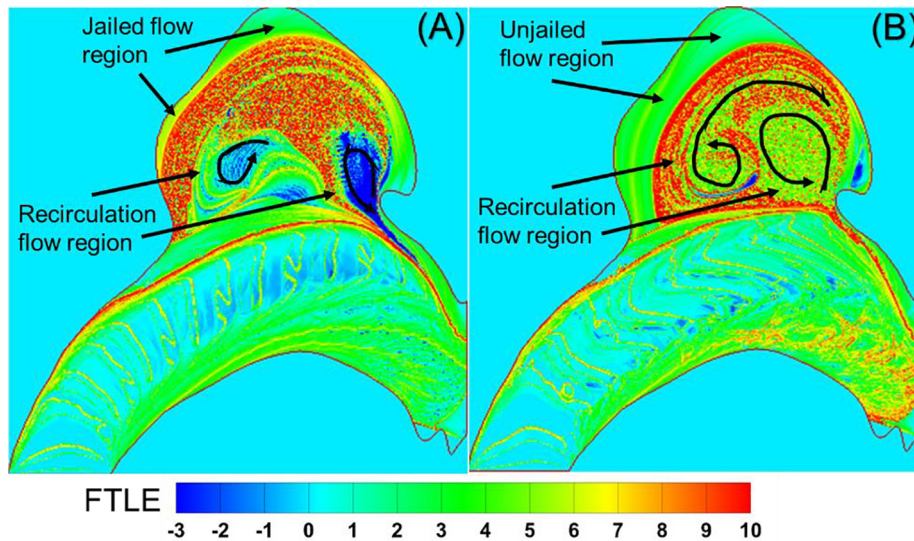 Jailed flow
region
(A)
Recirculation
flow region
Unjailed
flow region
(B)
Recirculation
flow region
FTLE
-3 -2 -1 0 1 2 3 4 5 6 7 8 9 10